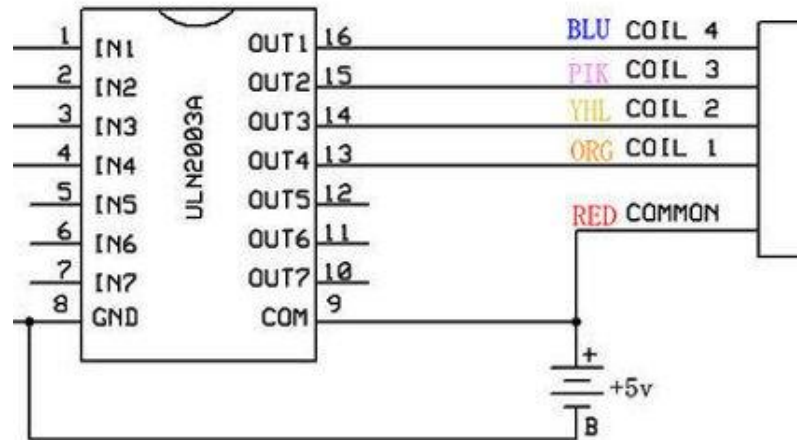 1 IN1 OUT1 16 BLU COIL 4
2 IN2 OUT2 15 PIK COIL 3
3 IN3 OUT3 14 YHL COIL 2
4 IN4 OUT4 13 ORG COIL 1
5 IN5 OUT5 12
RED COMMON
6 IN6 OUT6 11
7 IN7 OUT7 10
8 GND COM 9
ULN2003A
+
+5v
B